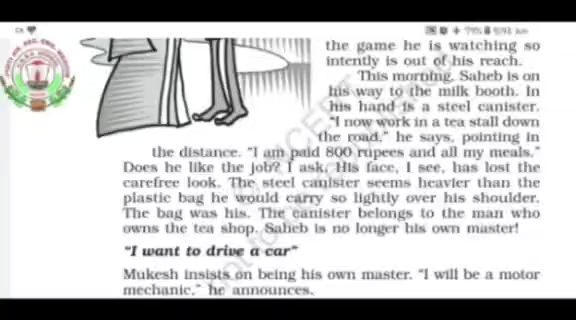 the game he is watching so
intently is out of his reach.
This morning, Saheb is on
his way to the milk booth. In
his hand is a steel canister.
"I now work in a tea stall down
the road," he says, pointing in
the distance. "I am paid 800 rupees and all my meals."
Does he like the job? I ask. His face, I see, has lost the
carefree look. The steel canister seems heavier than the
plastic bag he would carry so lightly over his shoulder.
The bag was his. The canister belongs to the man who
owns the tea shop. Saheb is no longer his own master!
"I want to drive a car"
Mukesh insists on being his own master. "I will be a motor
mechanic," he announces.